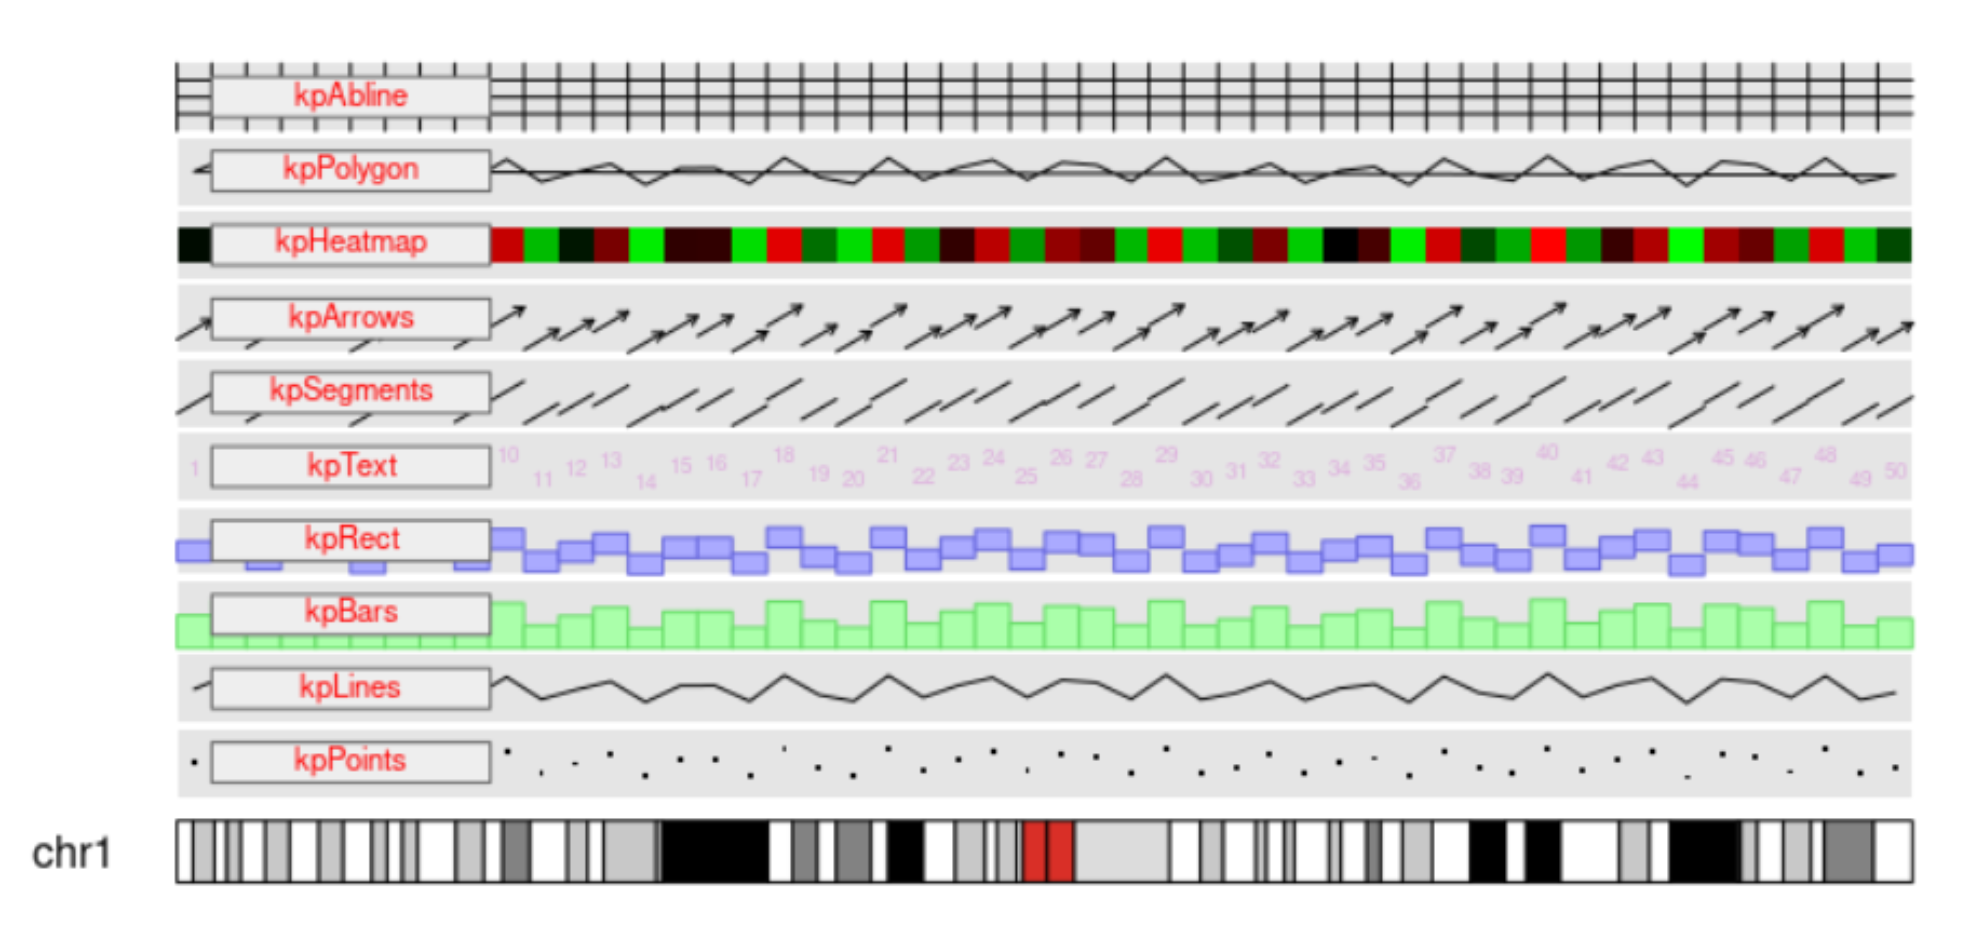 kpAbline
kpPolygon
kpHeatmap
kpArrows
kpSegments
1 kpText 10 11 12 13 14 15 16 17 18 19 20 21 22 23 24 25 26 27 28 29 30 31 32 33 34 35 36 37 38 39 40 41 42 43 44 45 46 47 48 49 50
kpRect
kpBars
kpLines
kpPoints
chr1